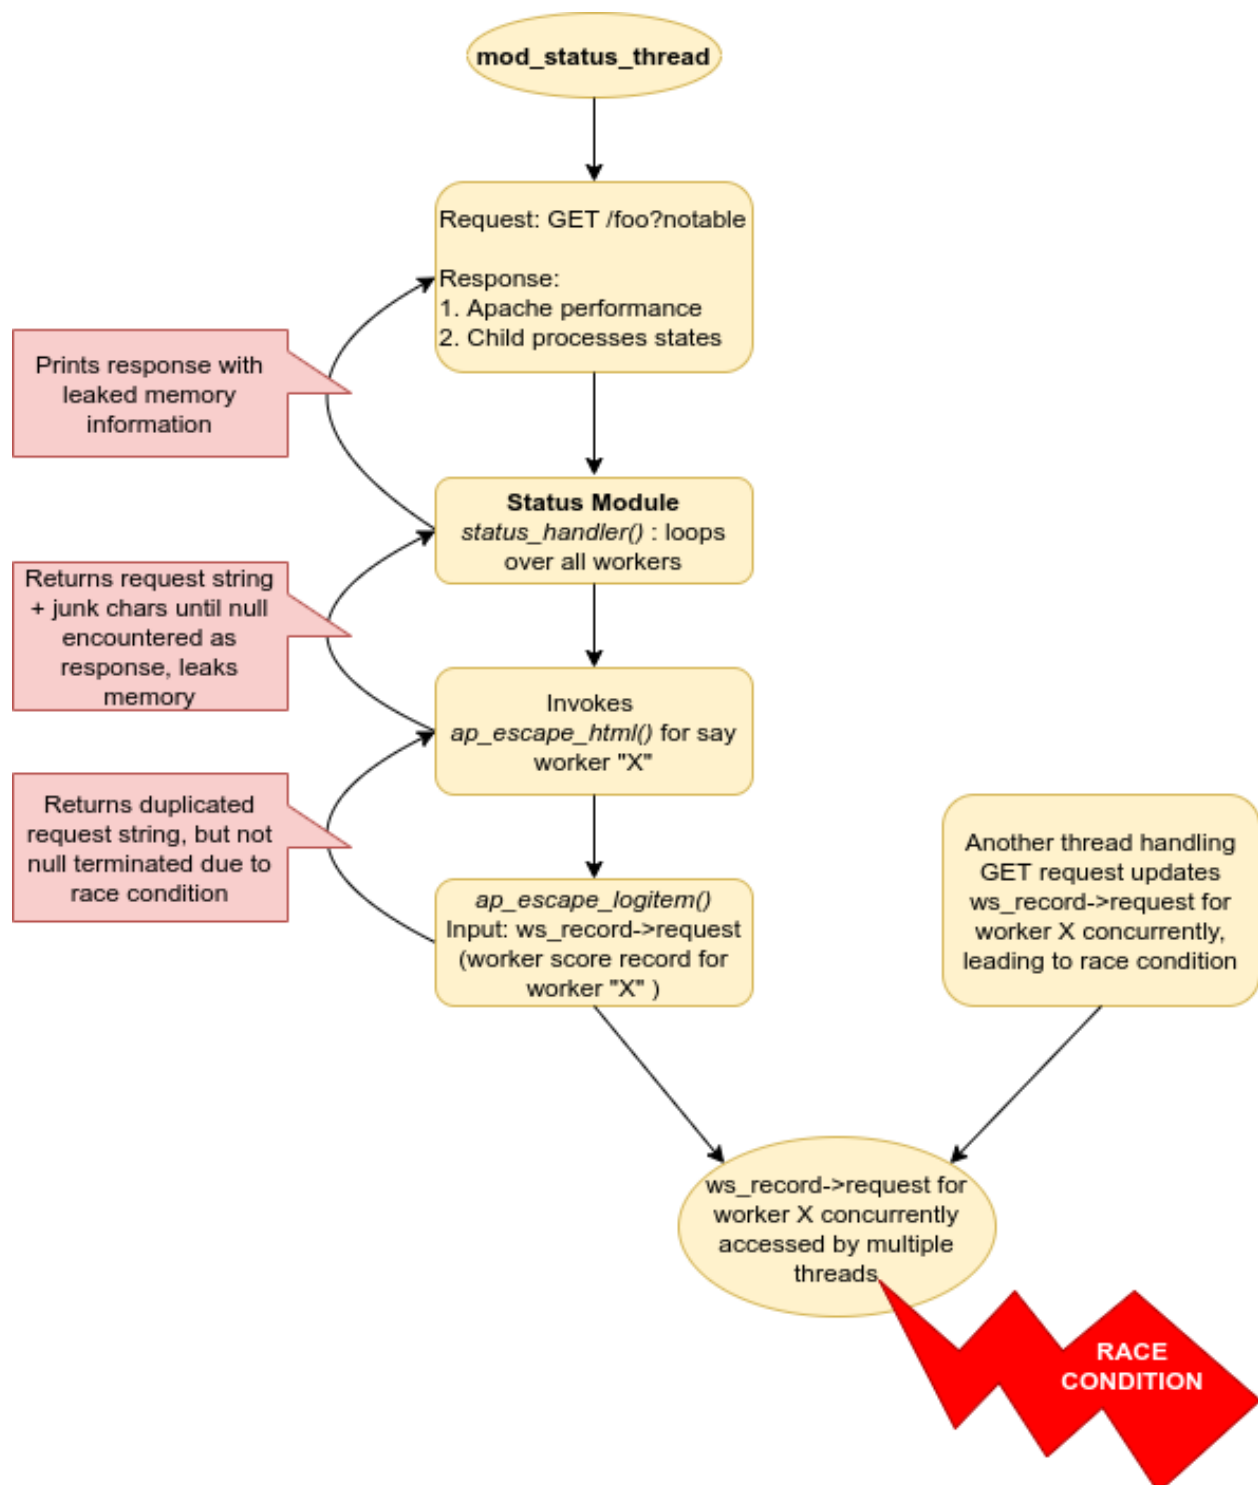 mod_status_thread
Request: GET /foo?notable
Response:
1. Apache performance
2. Child processes states
Prints response with
leaked memory
information
Status Module
status_handler() : loops
over all workers
Returns request string
+ junk chars until null
encountered as
response, leaks
memory
Invokes
ap_escape_html() for say
worker "X"
Returns duplicated
request string, but not
null terminated due to
race condition
Another thread handling
GET request updates
ws_record->request for
worker X concurrently,
leading to race condition
ap_escape_logitem()
Input: ws_record->request
(worker score record for
worker "X" )
ws_record->request for
worker X concurrently
accessed by multiple
threads
RACE
CONDITION